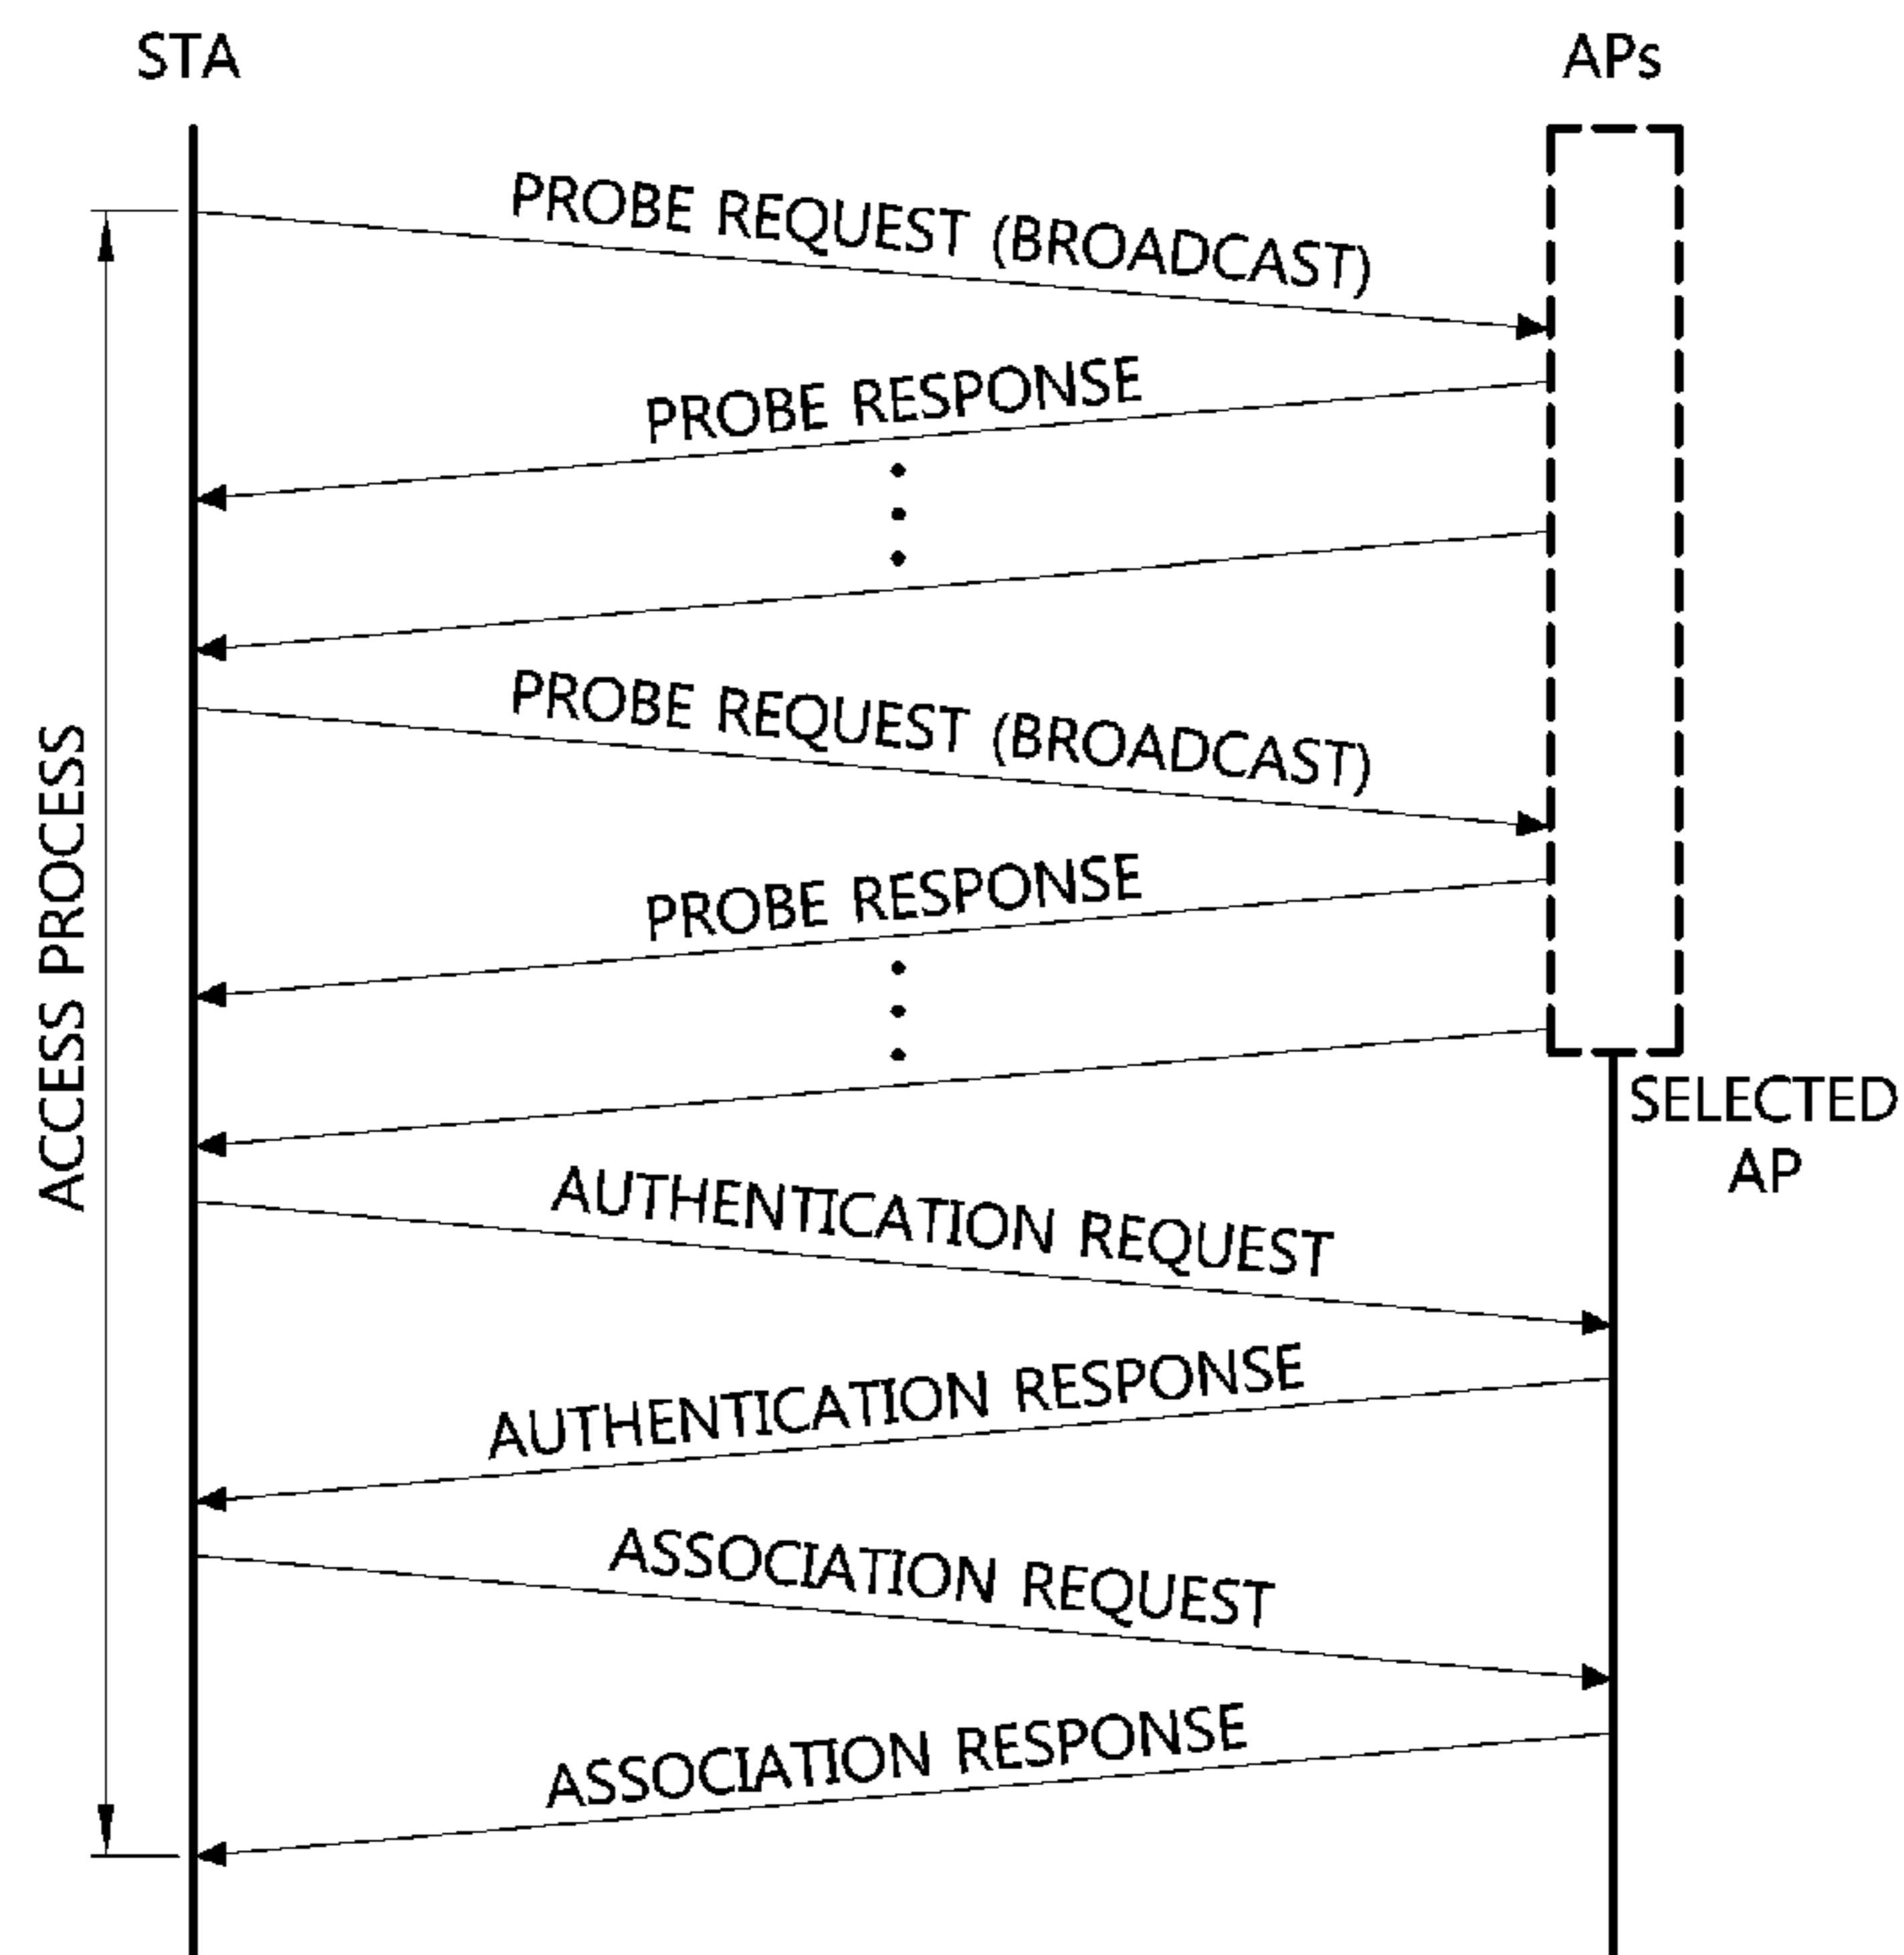 STA
APs
PROBE REQUEST (BROADCAST)
PROBE RESPONSE
PROBE REQUEST (BROADCAST)
PROBE RESPONSE
ACCESS PROCESS
SELECTED
AP
AUTHENTICATION REQUEST
AUTHENTICATION RESPONSE
ASSOCIATION REQUEST
ASSOCIATION RESPONSE